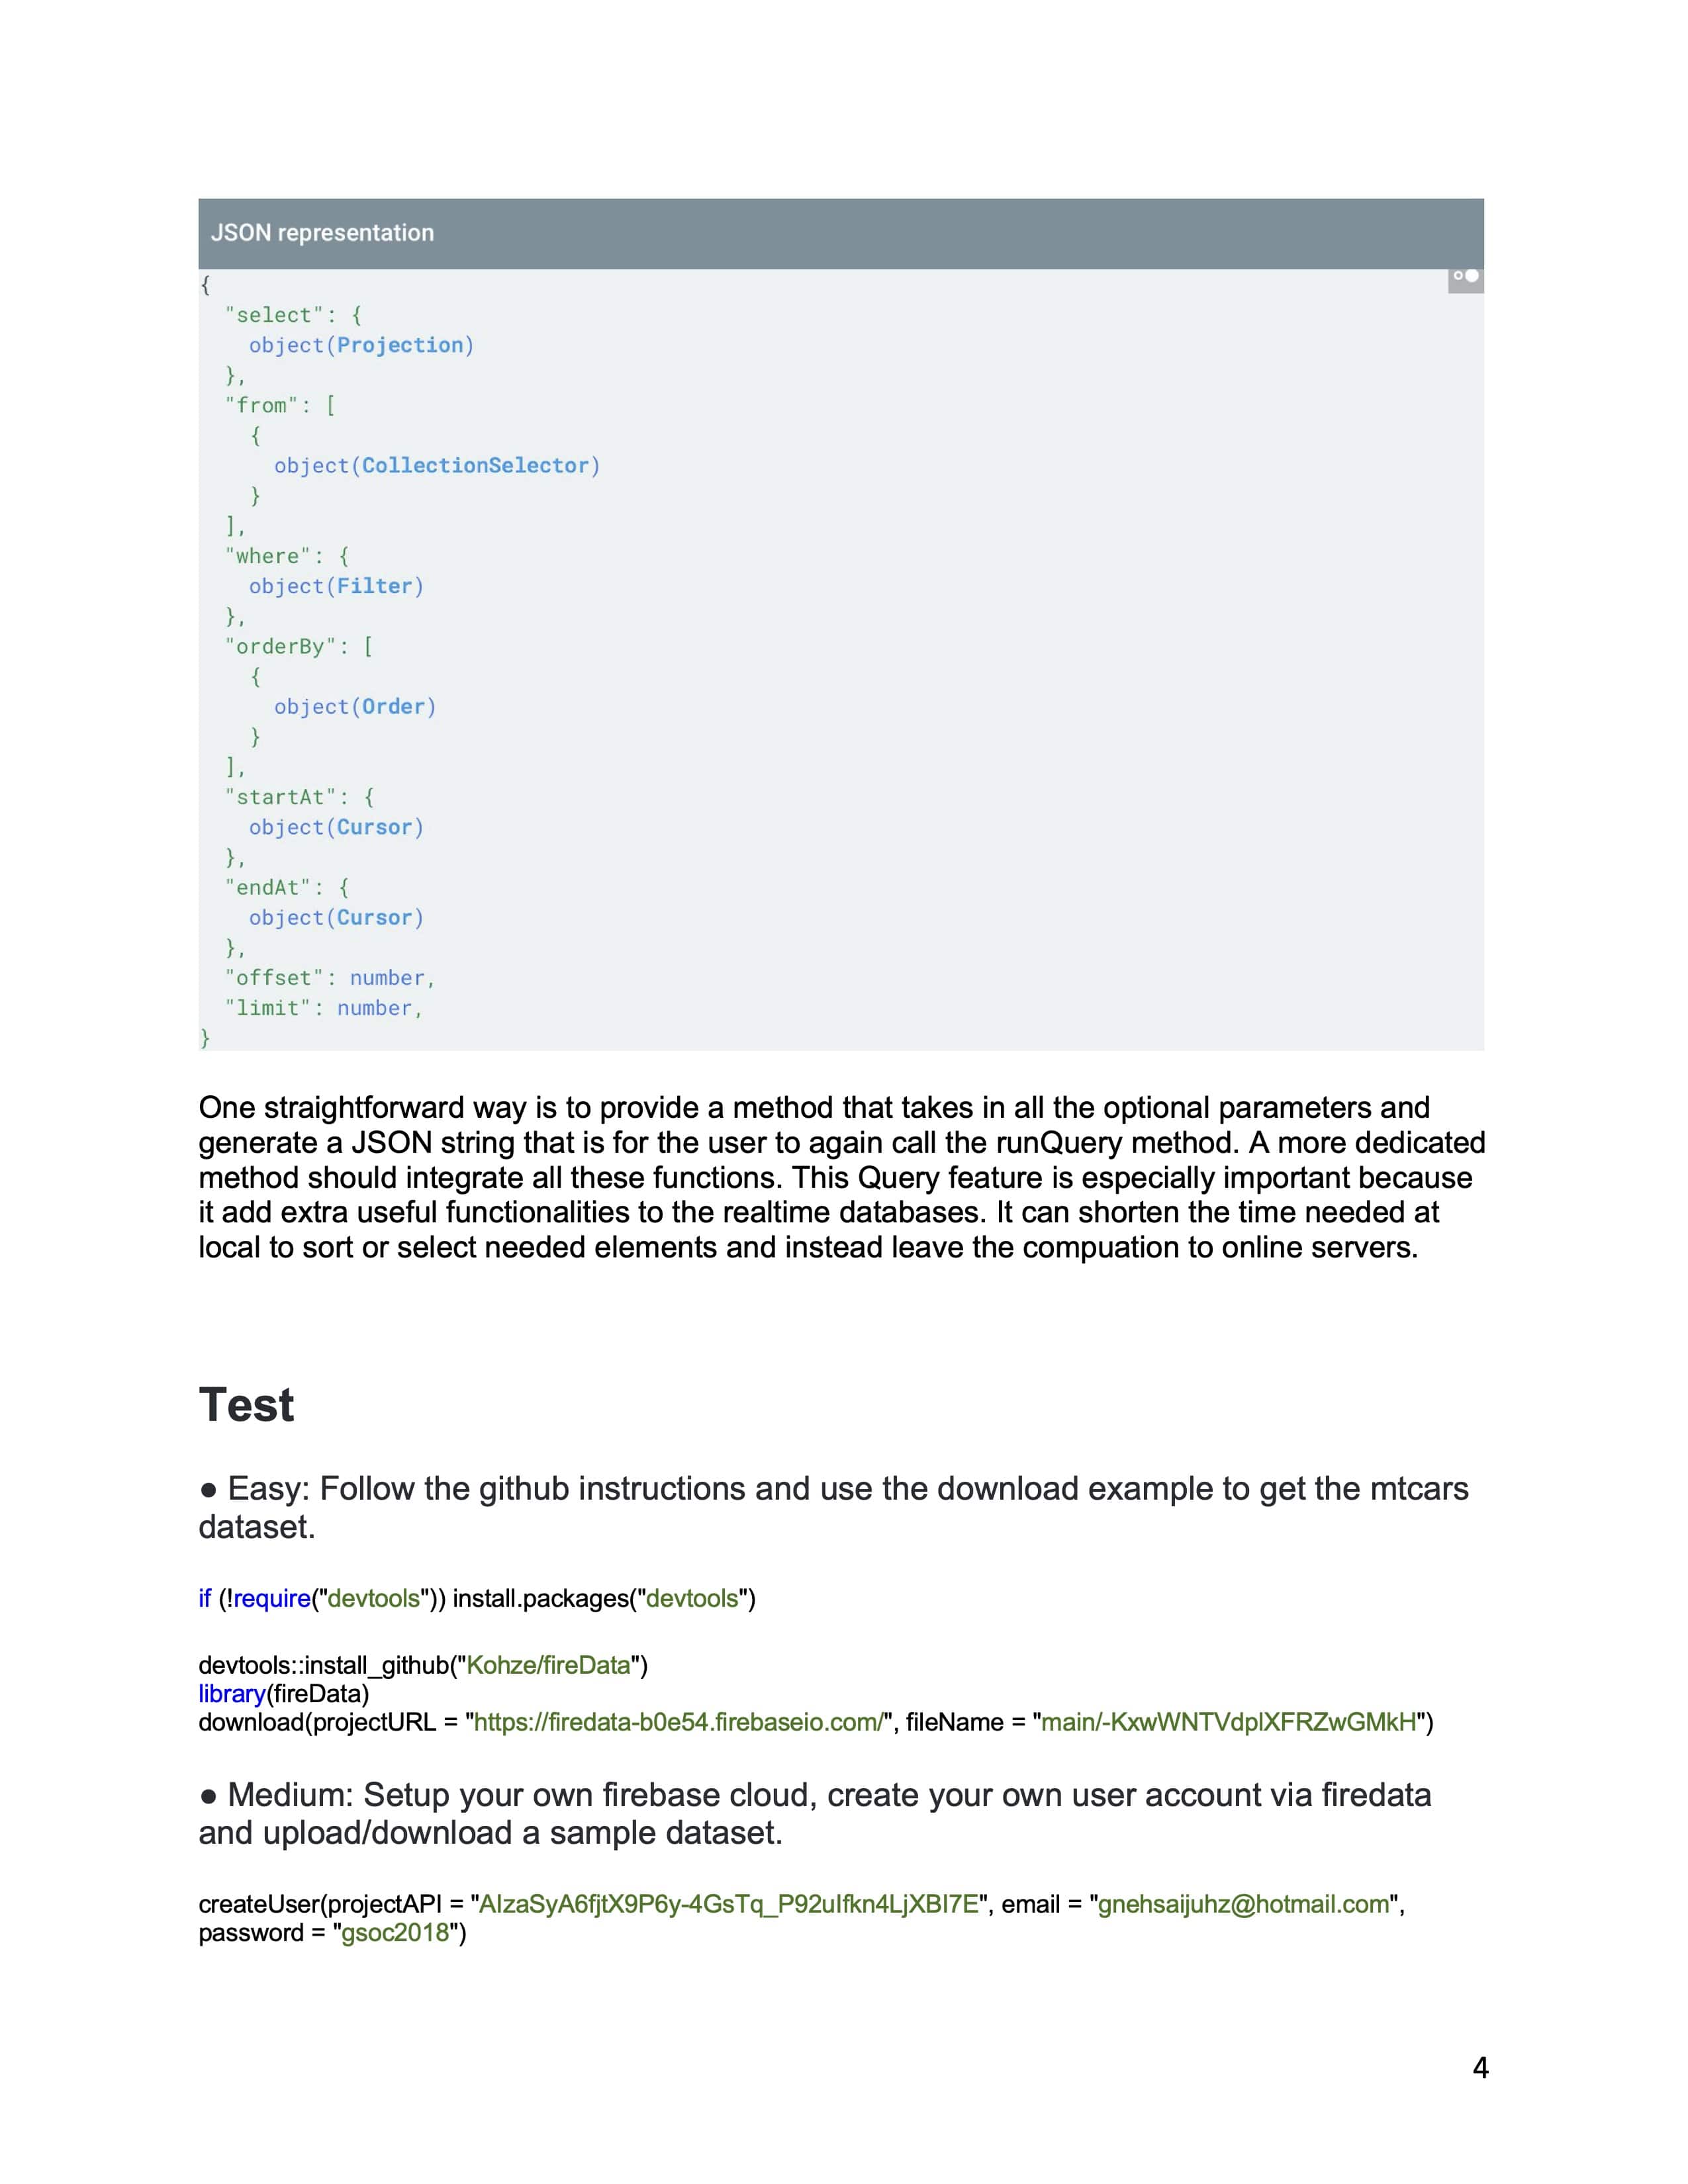 JSON representation
{
  "select": {
    object(Projection)
  },
  "from": [
    {
      object(CollectionSelector)
    }
  ],
  "where": {
    object(Filter)
  },
  "orderBy": [
    {
      object(Order)
    }
  ],
  "startAt": {
    object(Cursor)
  },
  "endAt": {
    object(Cursor)
  },
  "offset": number,
  "limit": number,
}
One straightforward way is to provide a method that takes in all the optional parameters and
generate a JSON string that is for the user to again call the runQuery method. A more dedicated
method should integrate all these functions. This Query feature is especially important because
it add extra useful functionalities to the realtime databases. It can shorten the time needed at
local to sort or select needed elements and instead leave the compuation to online servers.
Test
● Easy: Follow the github instructions and use the download example to get the mtcars
dataset.
if (!require("devtools")) install.packages("devtools")
devtools::install_github("Kohze/fireData")
library(fireData)
download(projectURL = "https://firedata-b0e54.firebaseio.com/", fileName = "main/-KxwWNTVdplXFRZwGMkH")
● Medium: Setup your own firebase cloud, create your own user account via firedata
and upload/download a sample dataset.
createUser(projectAPI = "AIzaSyA6fjtX9P6y-4GsTq_P92uIfkn4LjXBI7E", email = "gnehsaijuhz@hotmail.com",
password = "gsoc2018")
4